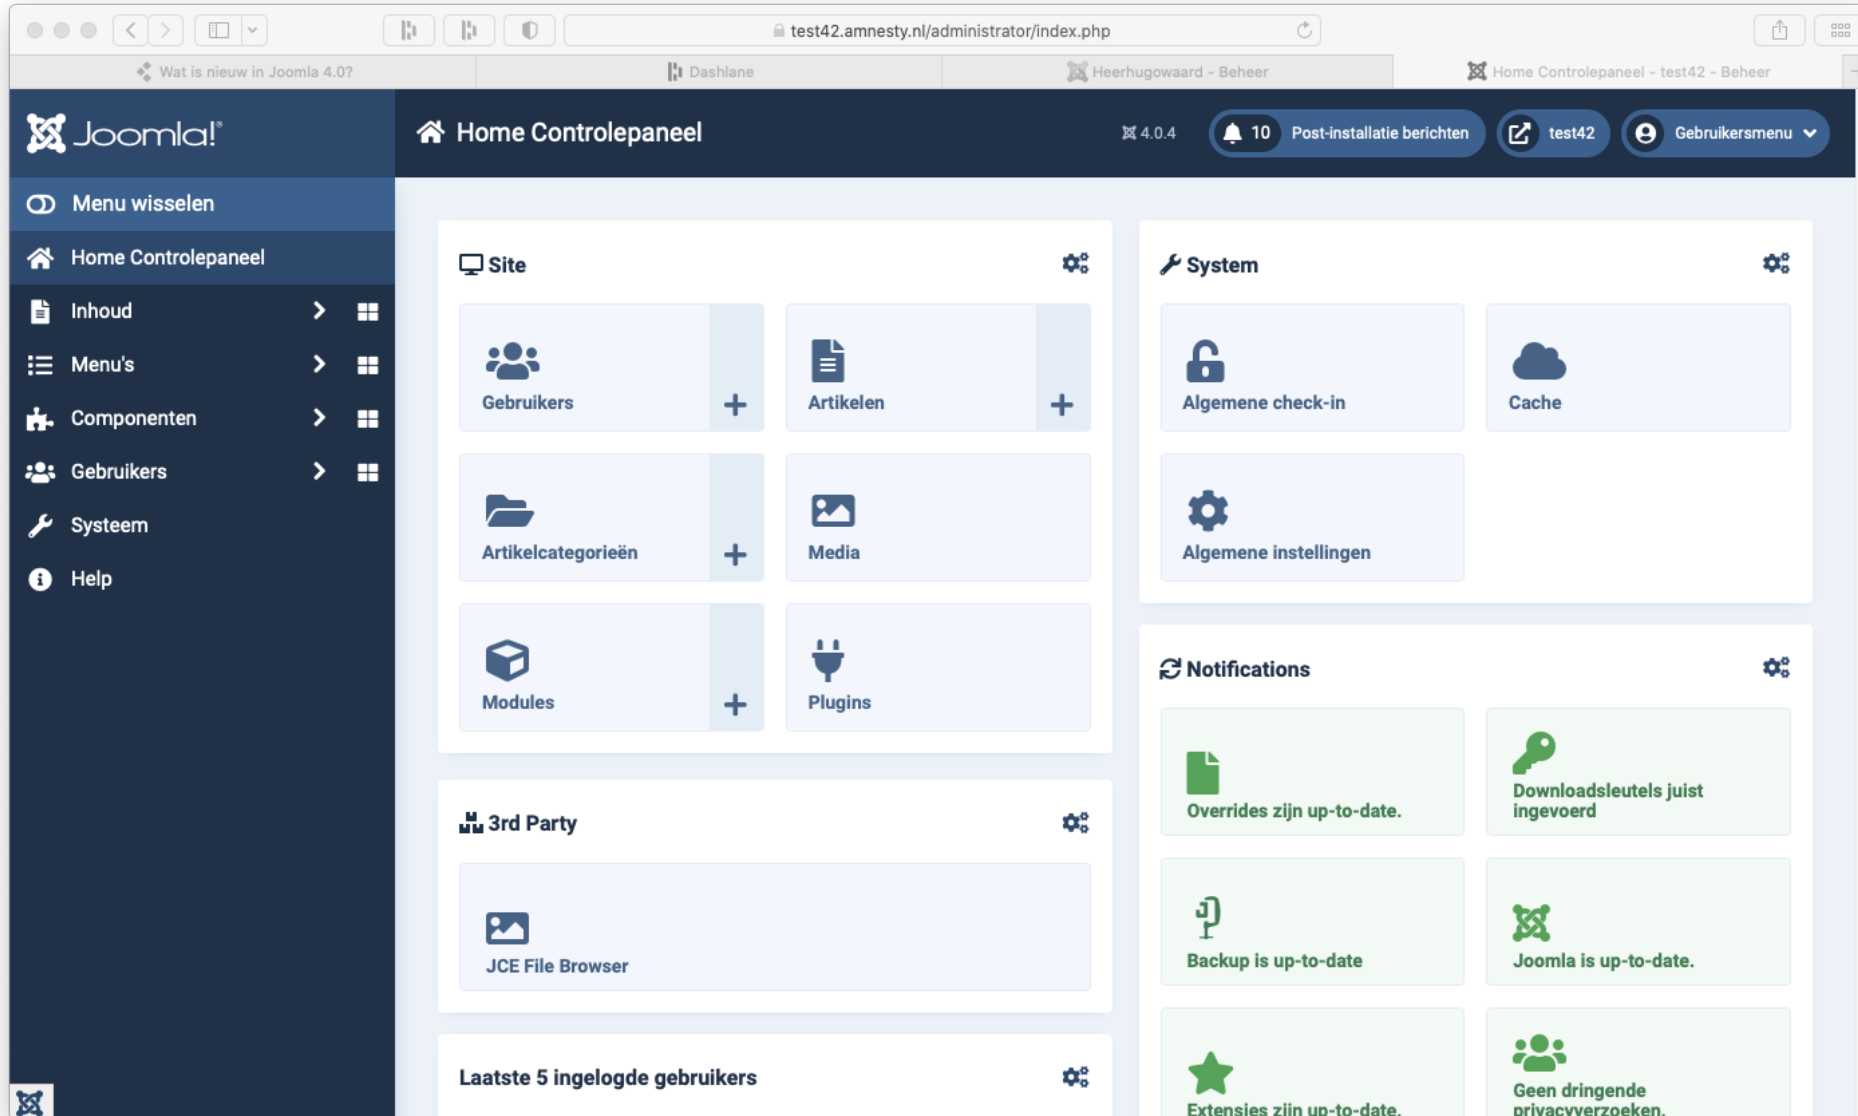 test42.amnesty.nl/administrator/index.php
Wat is nieuw in Joomla 4.0?
Dashlane
Heerhugowaard - Beheer
Home Controlepaneel - test42 - Beheer
Joomla!®
Home Controlepaneel
4.0.4
10
Post-installatie berichten
test42
Gebruikersmenu
Menu wisselen
Home Controlepaneel
Inhoud
Menu's
Componenten
Gebruikers
Systeem
Help
Site
Gebruikers
Artikelen
Artikelcategorieën
Media
Modules
Plugins
3rd Party
JCE File Browser
Laatste 5 ingelogde gebruikers
System
Algemene check-in
Cache
Algemene instellingen
Notifications
Overrides zijn up-to-date.
Downloadsleutels juist
ingevoerd
Backup is up-to-date
Joomla is up-to-date.
Extensies zijn up-to-date.
Geen dringende
privacyverzoeken.